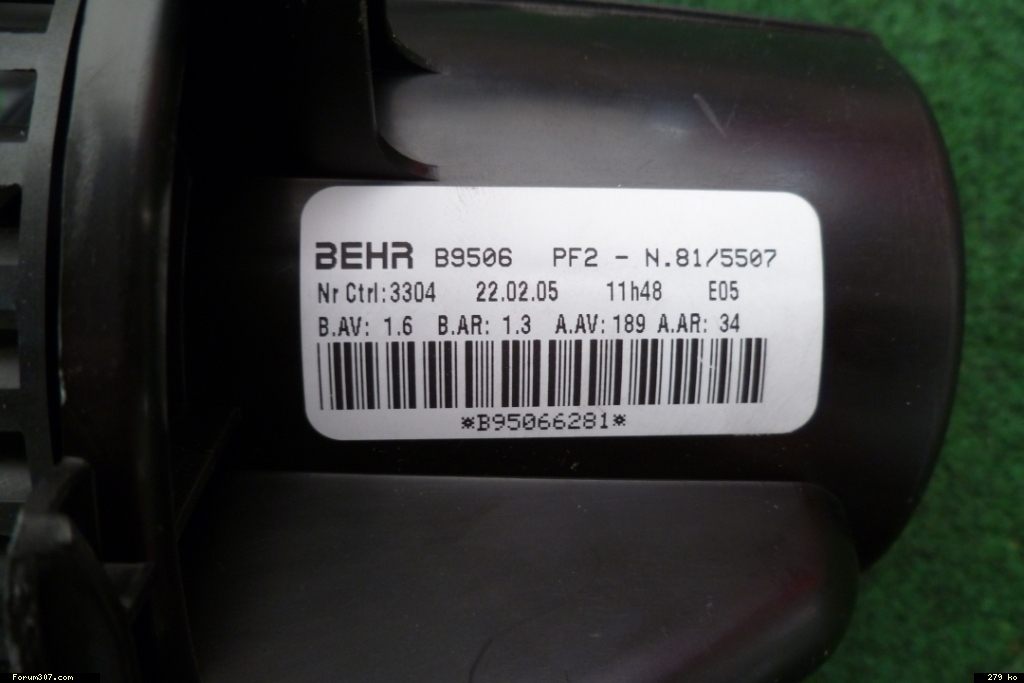 BEHR B9506 PF2 - N.81/5507
Nr Ctrl:3304 22.02.05 11h48 E05
B.AV: 1.6 B.AR: 1.3 A.AV: 189 A.AR: 34
*B95066281*
Forum307.com
279 ko